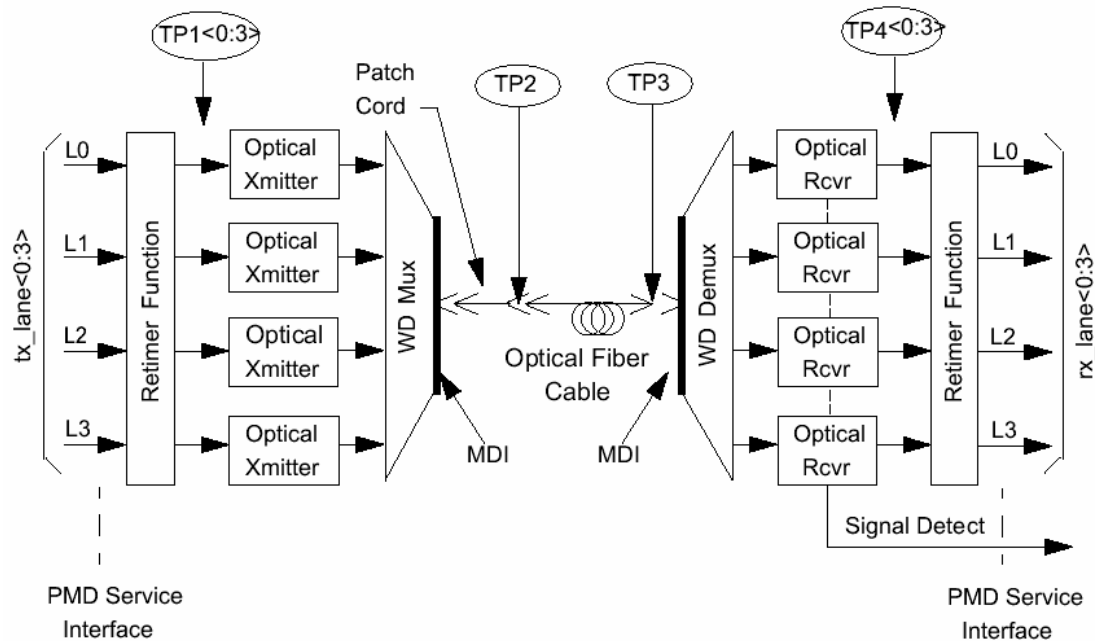 TP1<0:3>
TP4<0:3>
Patch
Cord
TP2
TP3
L0
L1
L2
L3
tx_lane<0:3>
Retimer Function
Optical
Xmitter
Optical
Xmitter
Optical
Xmitter
Optical
Xmitter
WD Mux
MDI
Optical Fiber
Cable
MDI
WD Demux
Optical
Rcvr
Optical
Rcvr
Optical
Rcvr
Optical
Rcvr
Retimer Function
L0
L1
L2
L3
rx_lane<0:3>
Signal Detect
PMD Service
Interface
PMD Service
Interface